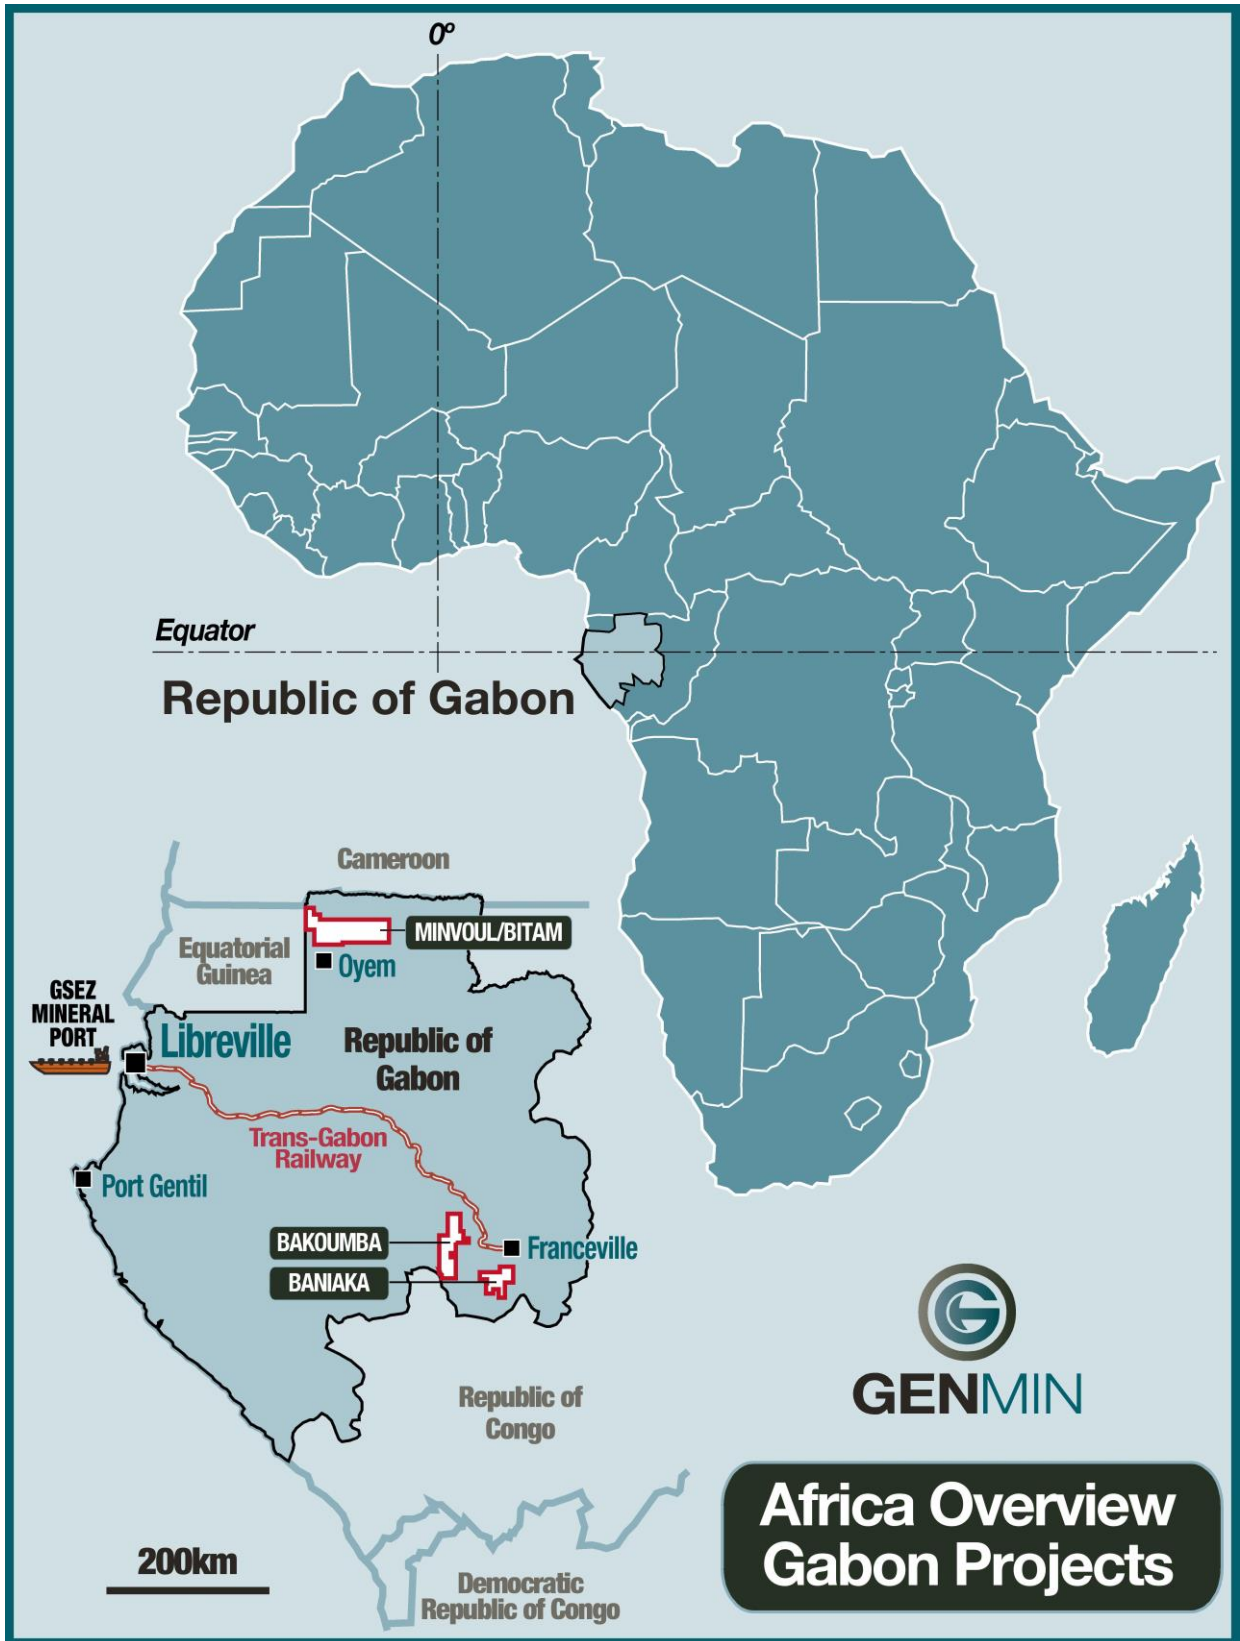 0º
Equator
Republic of Gabon
Cameroon
MINVOUL/BITAM
Equatorial
Guinea
Oyem
GSEZ
MINERAL
PORT
Libreville
Republic of
Gabon
Trans-Gabon
Railway
Port Gentil
BAKOUMBA
Franceville
BANIAKA
G
GENMIN
Republic of
Congo
Africa Overview
Gabon Projects
200km
Democratic
Republic of Congo